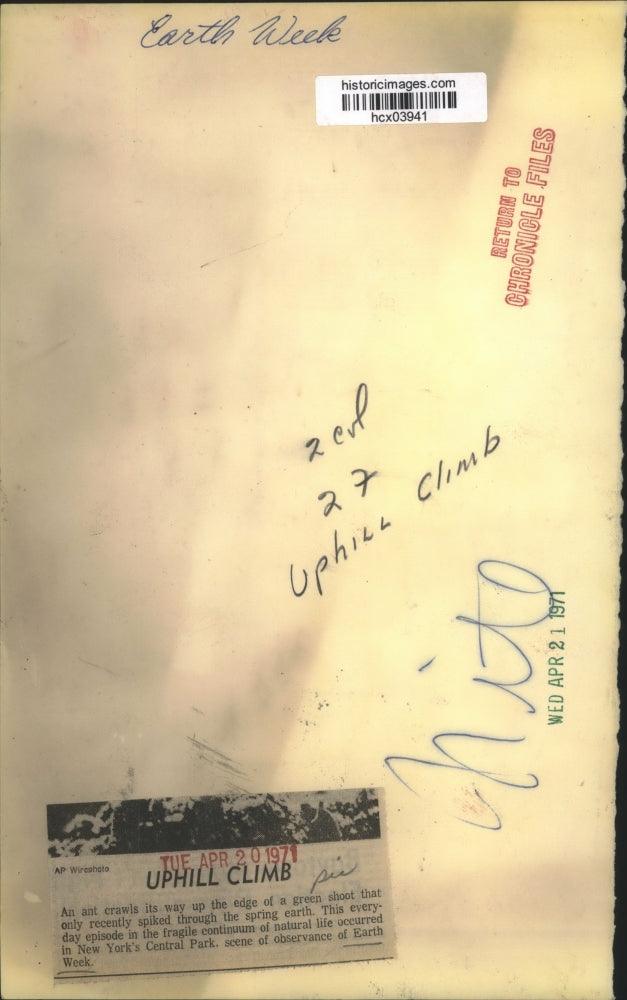 Earth Week
historicimages.com
hcx03941
RETURN TO
CHRONICLE FILES
2 col
27
Uphill Climb
WED APR 21 1971
AP Wirephoto
TUE APR 20 1971
UPHILL CLIMB
An ant crawls its way up the edge of a green shoot that
only recently spiked through the spring earth. This every-
day episode in the fragile continuum of natural life occurred
in New York's Central Park, scene of observance of Earth
Week.